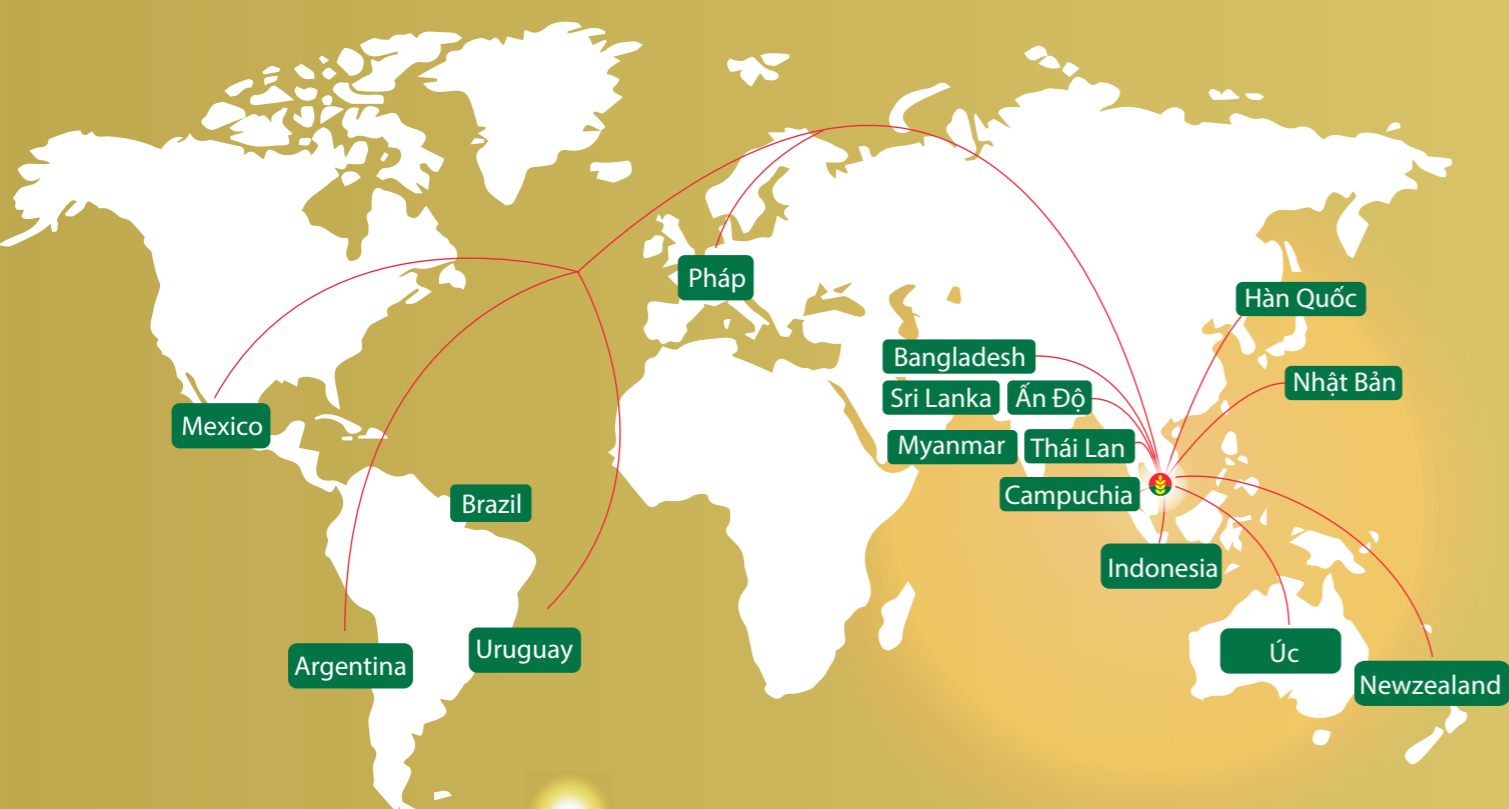 Pháp
Hàn Quốc
Bangladesh
Nhật Bản
Sri Lanka
Ấn Độ
Mexico
Myanmar
Thái Lan
Campuchia
Brazil
Indonesia
Uruguay
Úc
Argentina
Newzealand